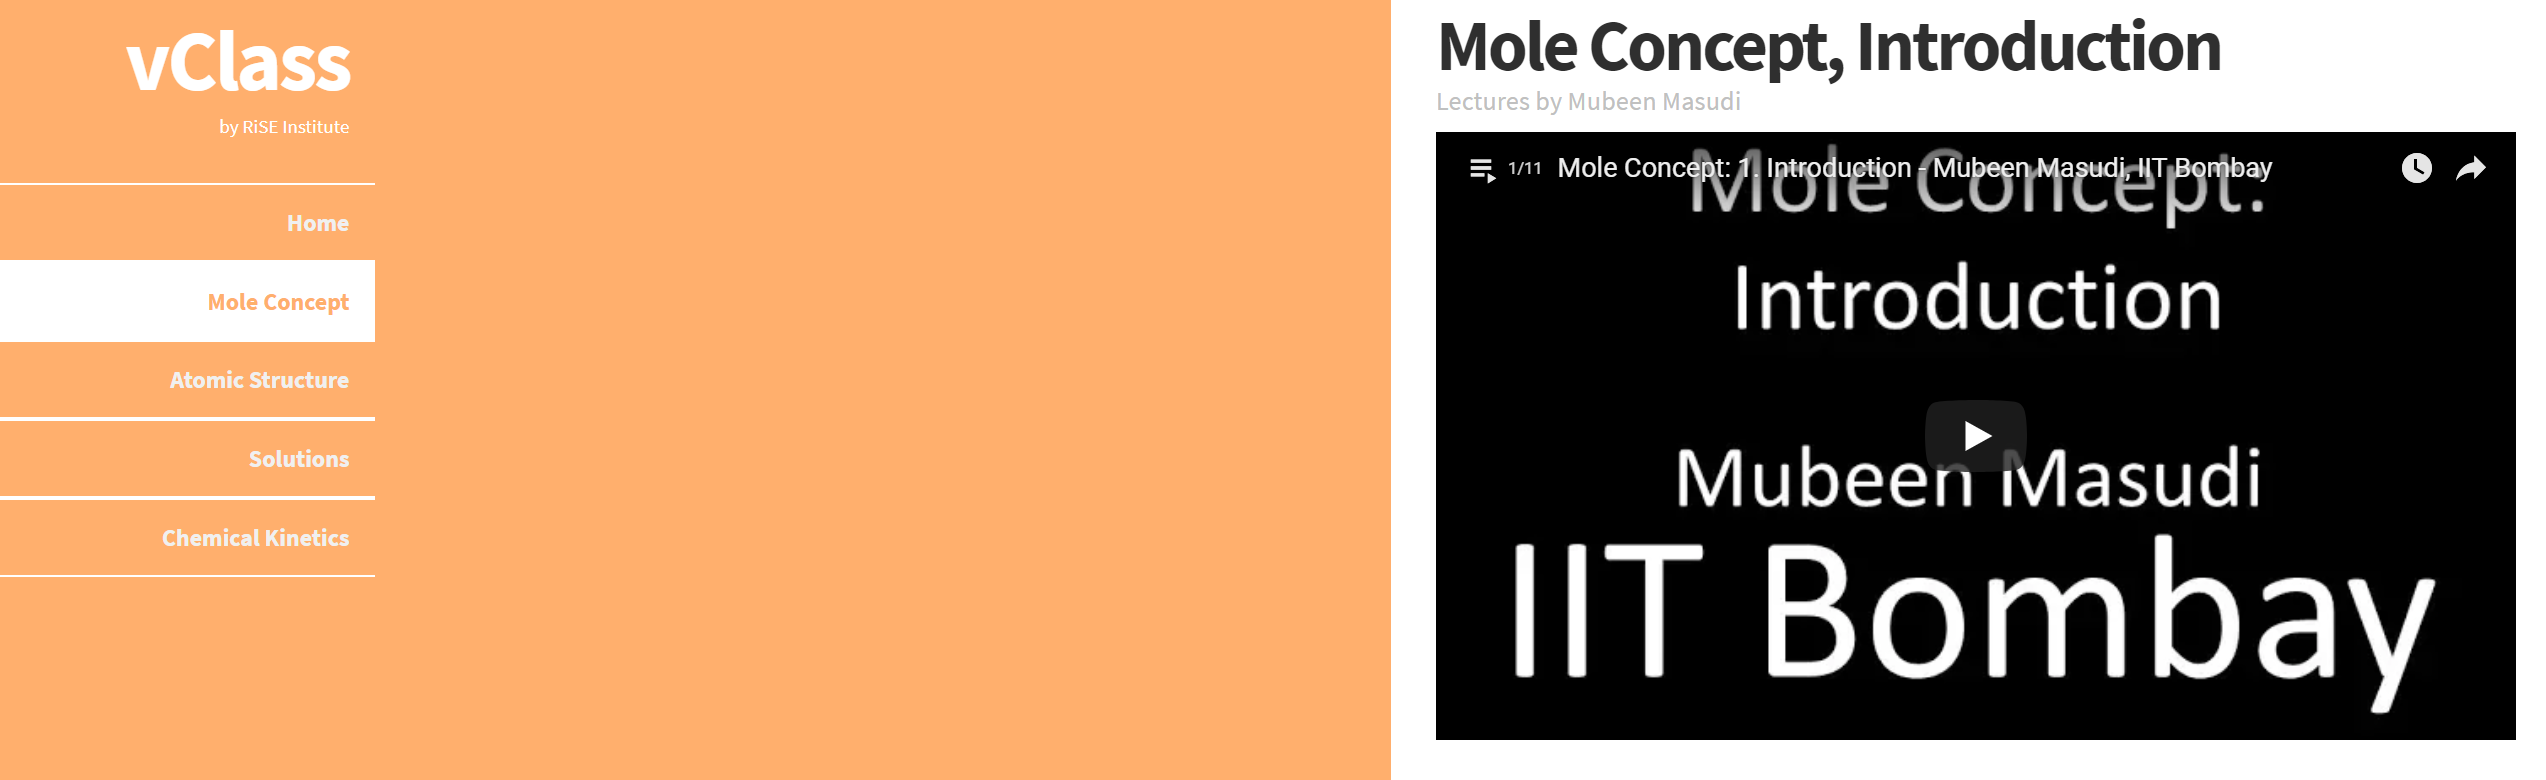 vClass
by RiSE Institute
Home
Mole Concept
Atomic Structure
Solutions
Chemical Kinetics
Mole Concept, Introduction
Lectures by Mubeen Masudi
1/11 Mole Concept: 1. Introduction - Mubeen Masudi, IIT Bombay
Mole Concept:
Introduction
Mubeen Masudi
IIT Bombay